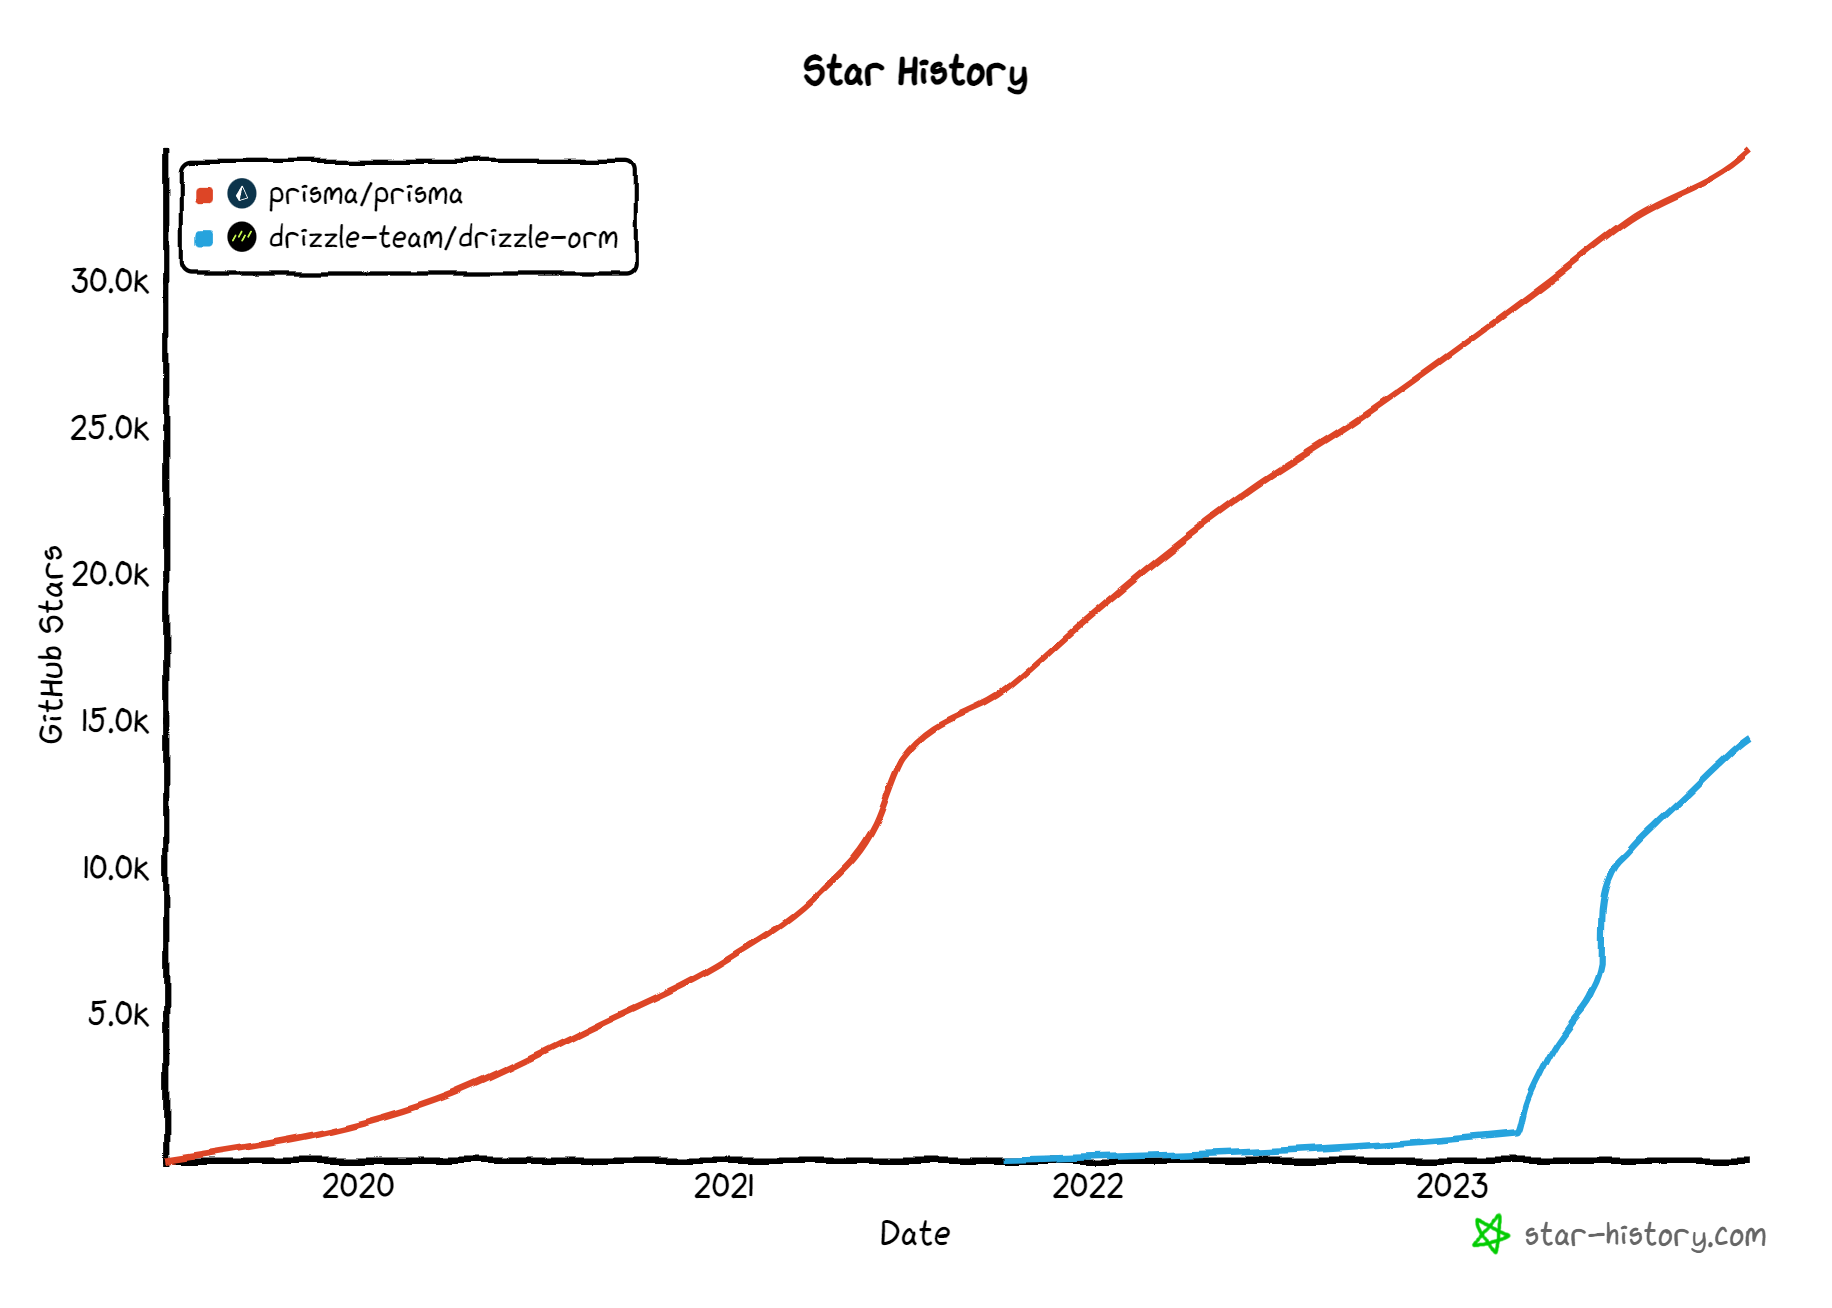 Star History
prisma/prisma
drizzle-team/drizzle-orm
30.0k
25.0k
20.0k
15.0k
10.0k
5.0k
GitHub Stars
2020 2021 2022 2023
Date
star-history.com